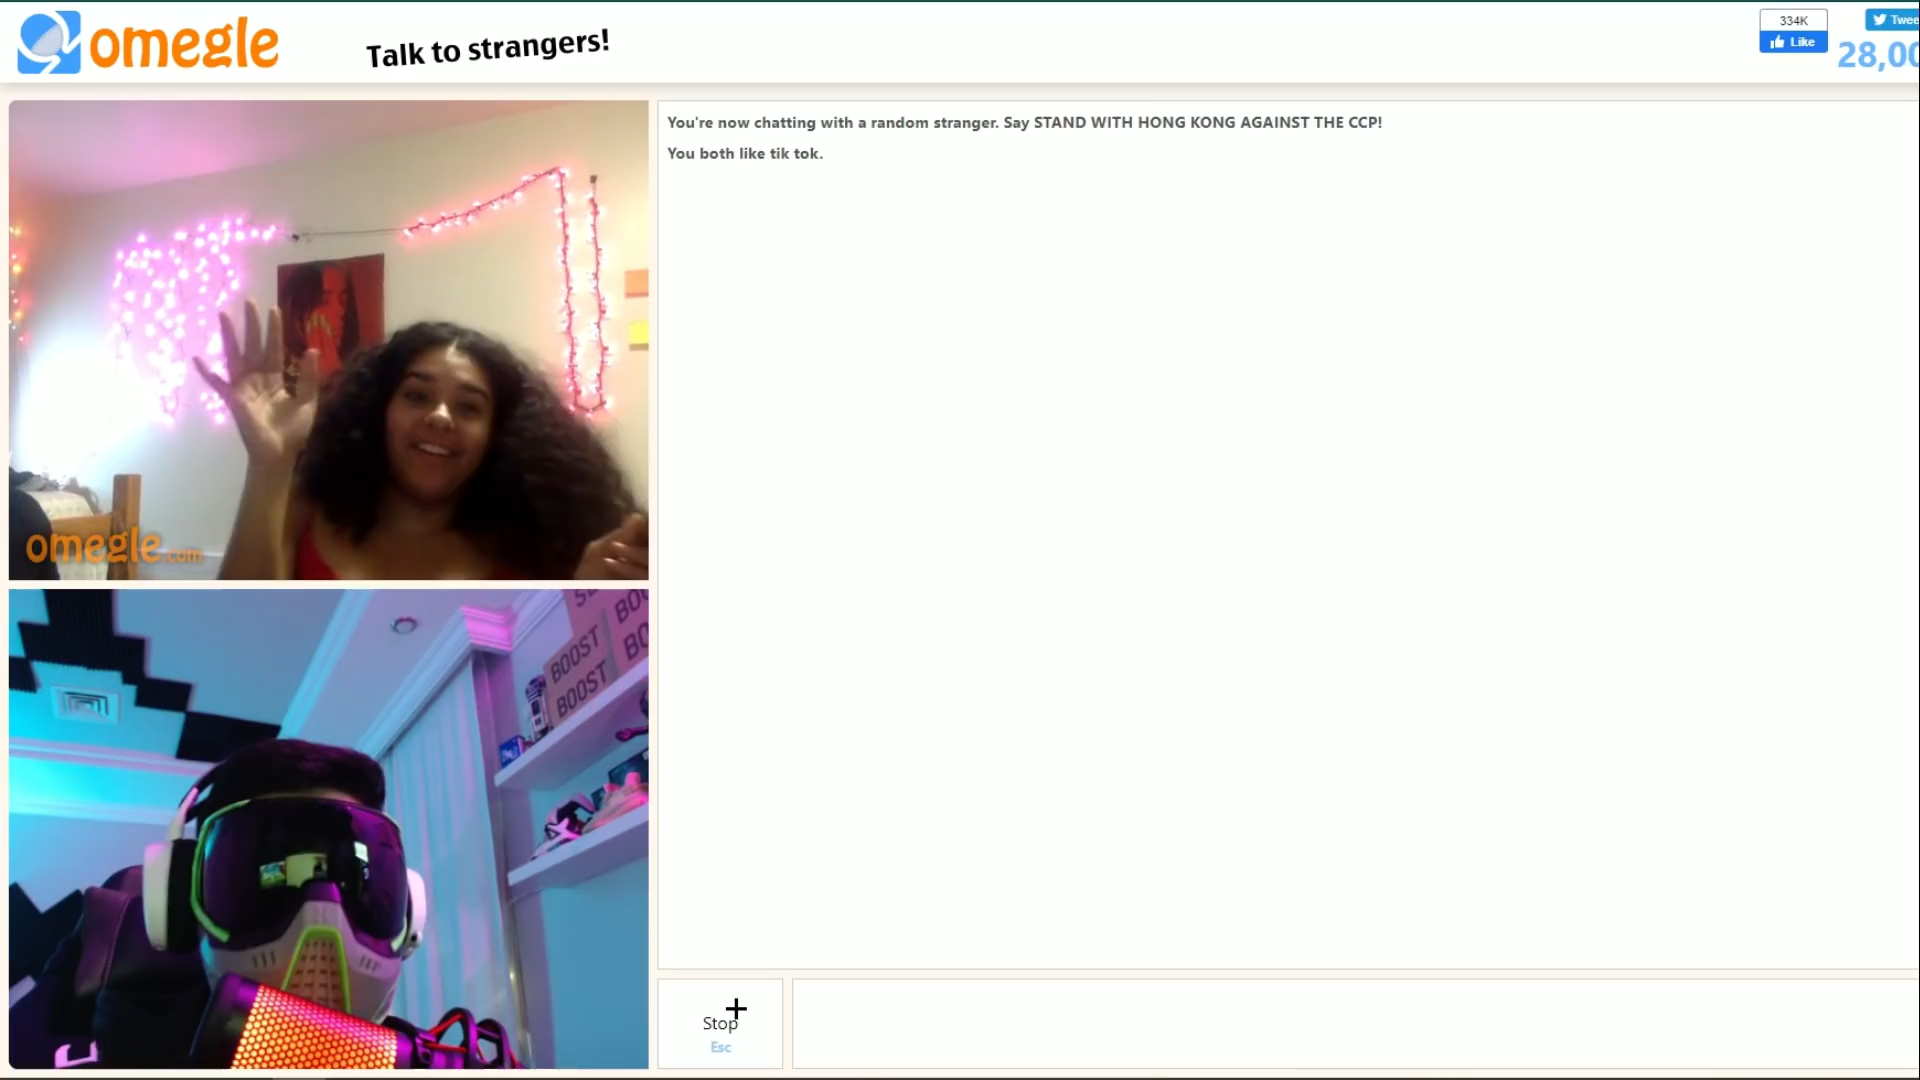 omegle
Talk to strangers!
334K
Like
Twee
28,00
You're now chatting with a random stranger. Say STAND WITH HONG KONG AGAINST THE CCP!
You both like tik tok.
omegle.com
BOOST
BOOST
Stop
Esc